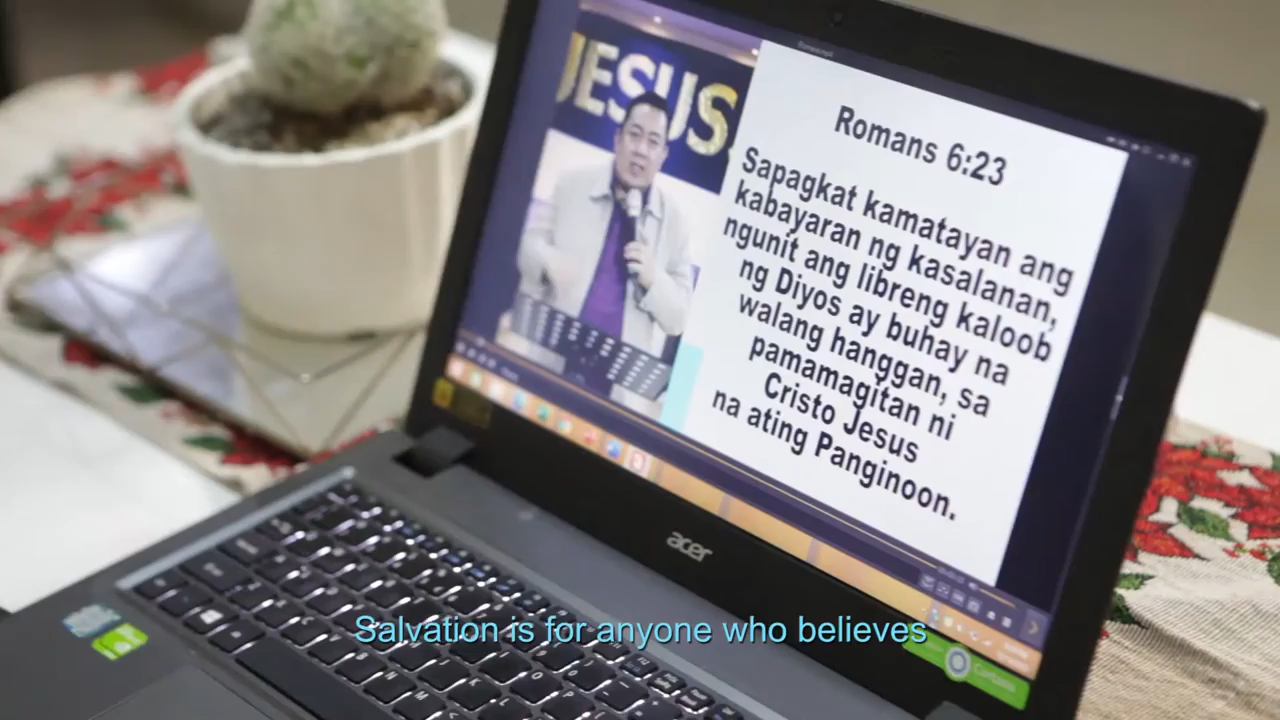 JESUS
Romans 6:23
Sapagkat kamatayan ang
kabayaran ng kasalanan,
ngunit ang libreng kaloob
ng Diyos ay buhay na
walang hanggan, sa
pamamagitan ni
Cristo Jesus
na ating Panginoon.
acer
Salvation is for anyone who believes